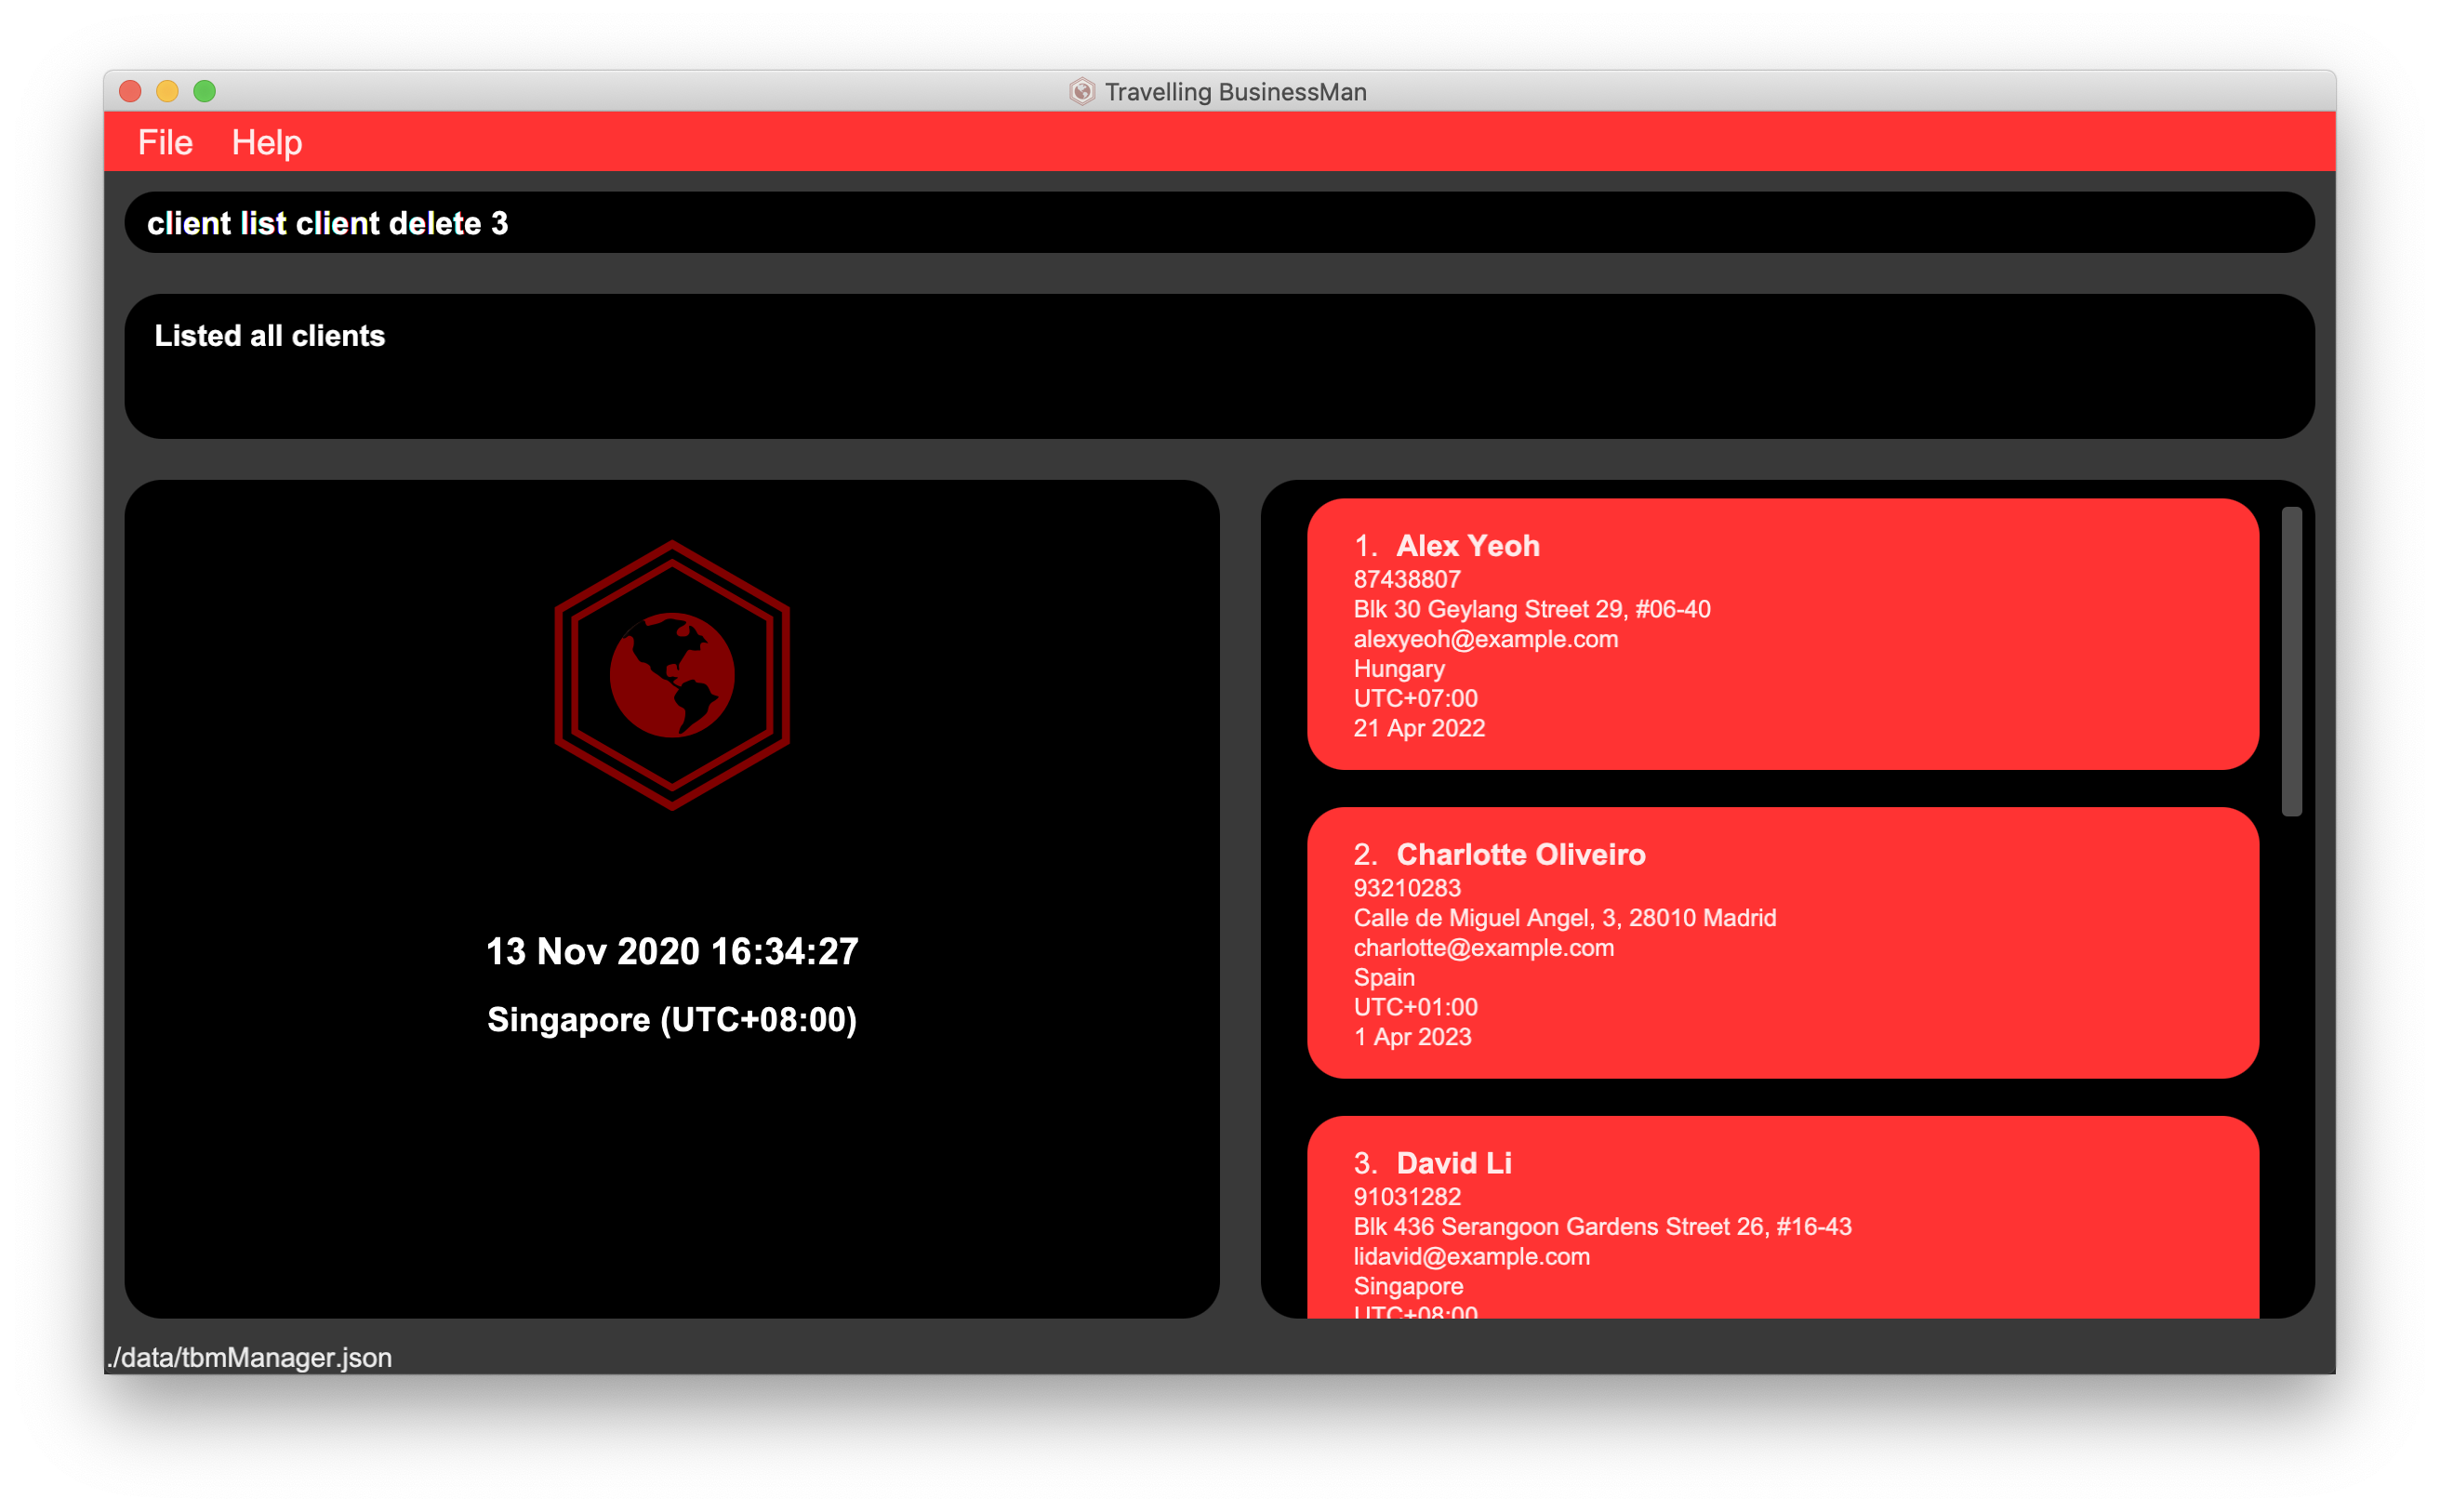 Travelling BusinessMan
File Help
client list client delete 3
Listed all clients
13 Nov 2020 16:34:27
Singapore (UTC+08:00)
1. Alex Yeoh
87438807
Blk 30 Geylang Street 29, #06-40
alexyeoh@example.com
Hungary
UTC+07:00
21 Apr 2022
2. Charlotte Oliveiro
93210283
Calle de Miguel Angel, 3, 28010 Madrid
charlotte@example.com
Spain
UTC+01:00
1 Apr 2023
3. David Li
91031282
Blk 436 Serangoon Gardens Street 26, #16-43
lidavid@example.com
Singapore
UTC+08:00
./data/tbmManager.json